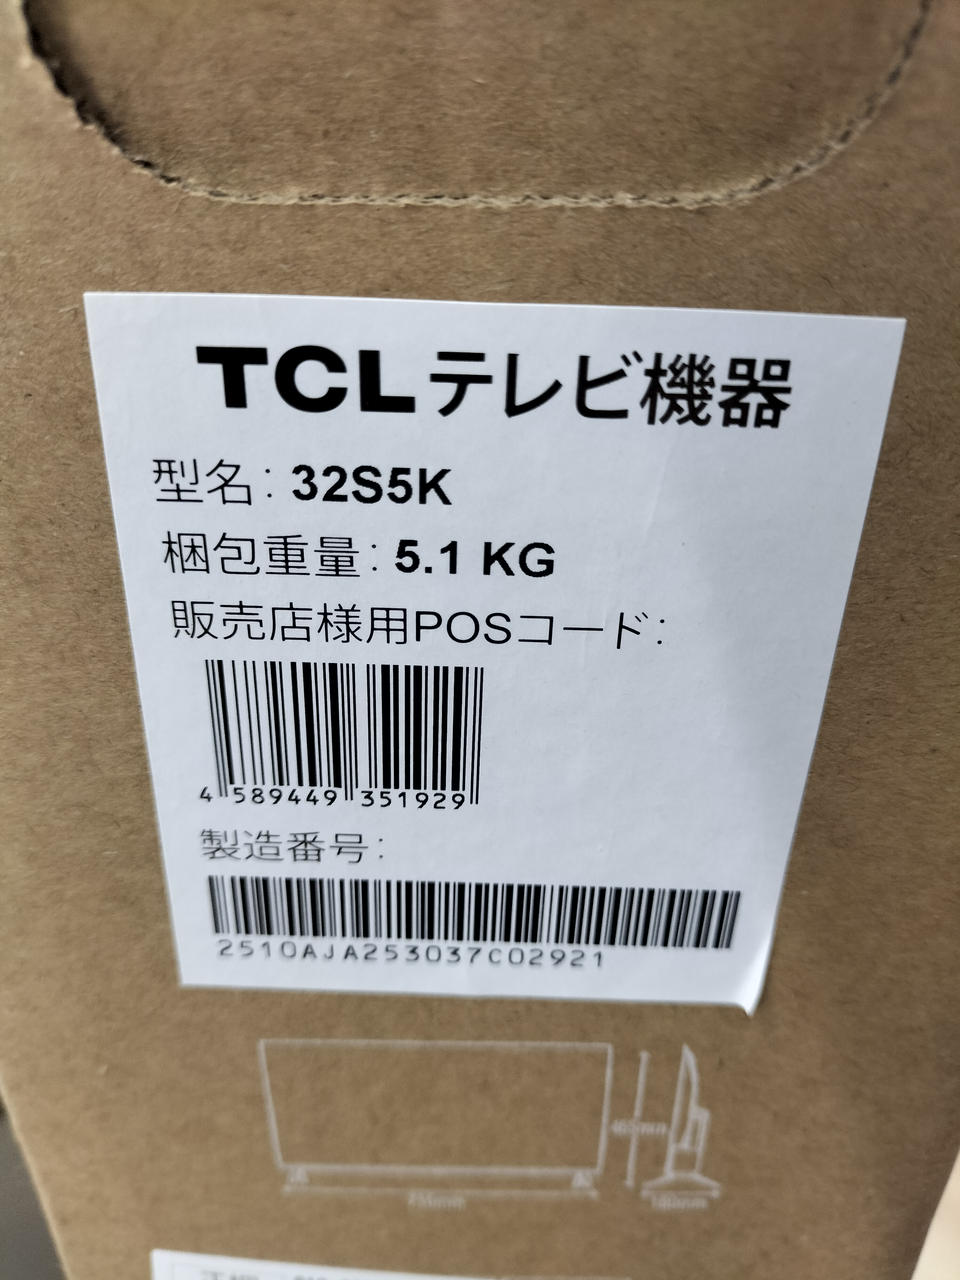 TCLテレビ機器
型名: 32S5K
梱包重量: 5.1 KG
販売店様用POSコード:
4 589449 351929
製造番号:
2510AJA253037C02921